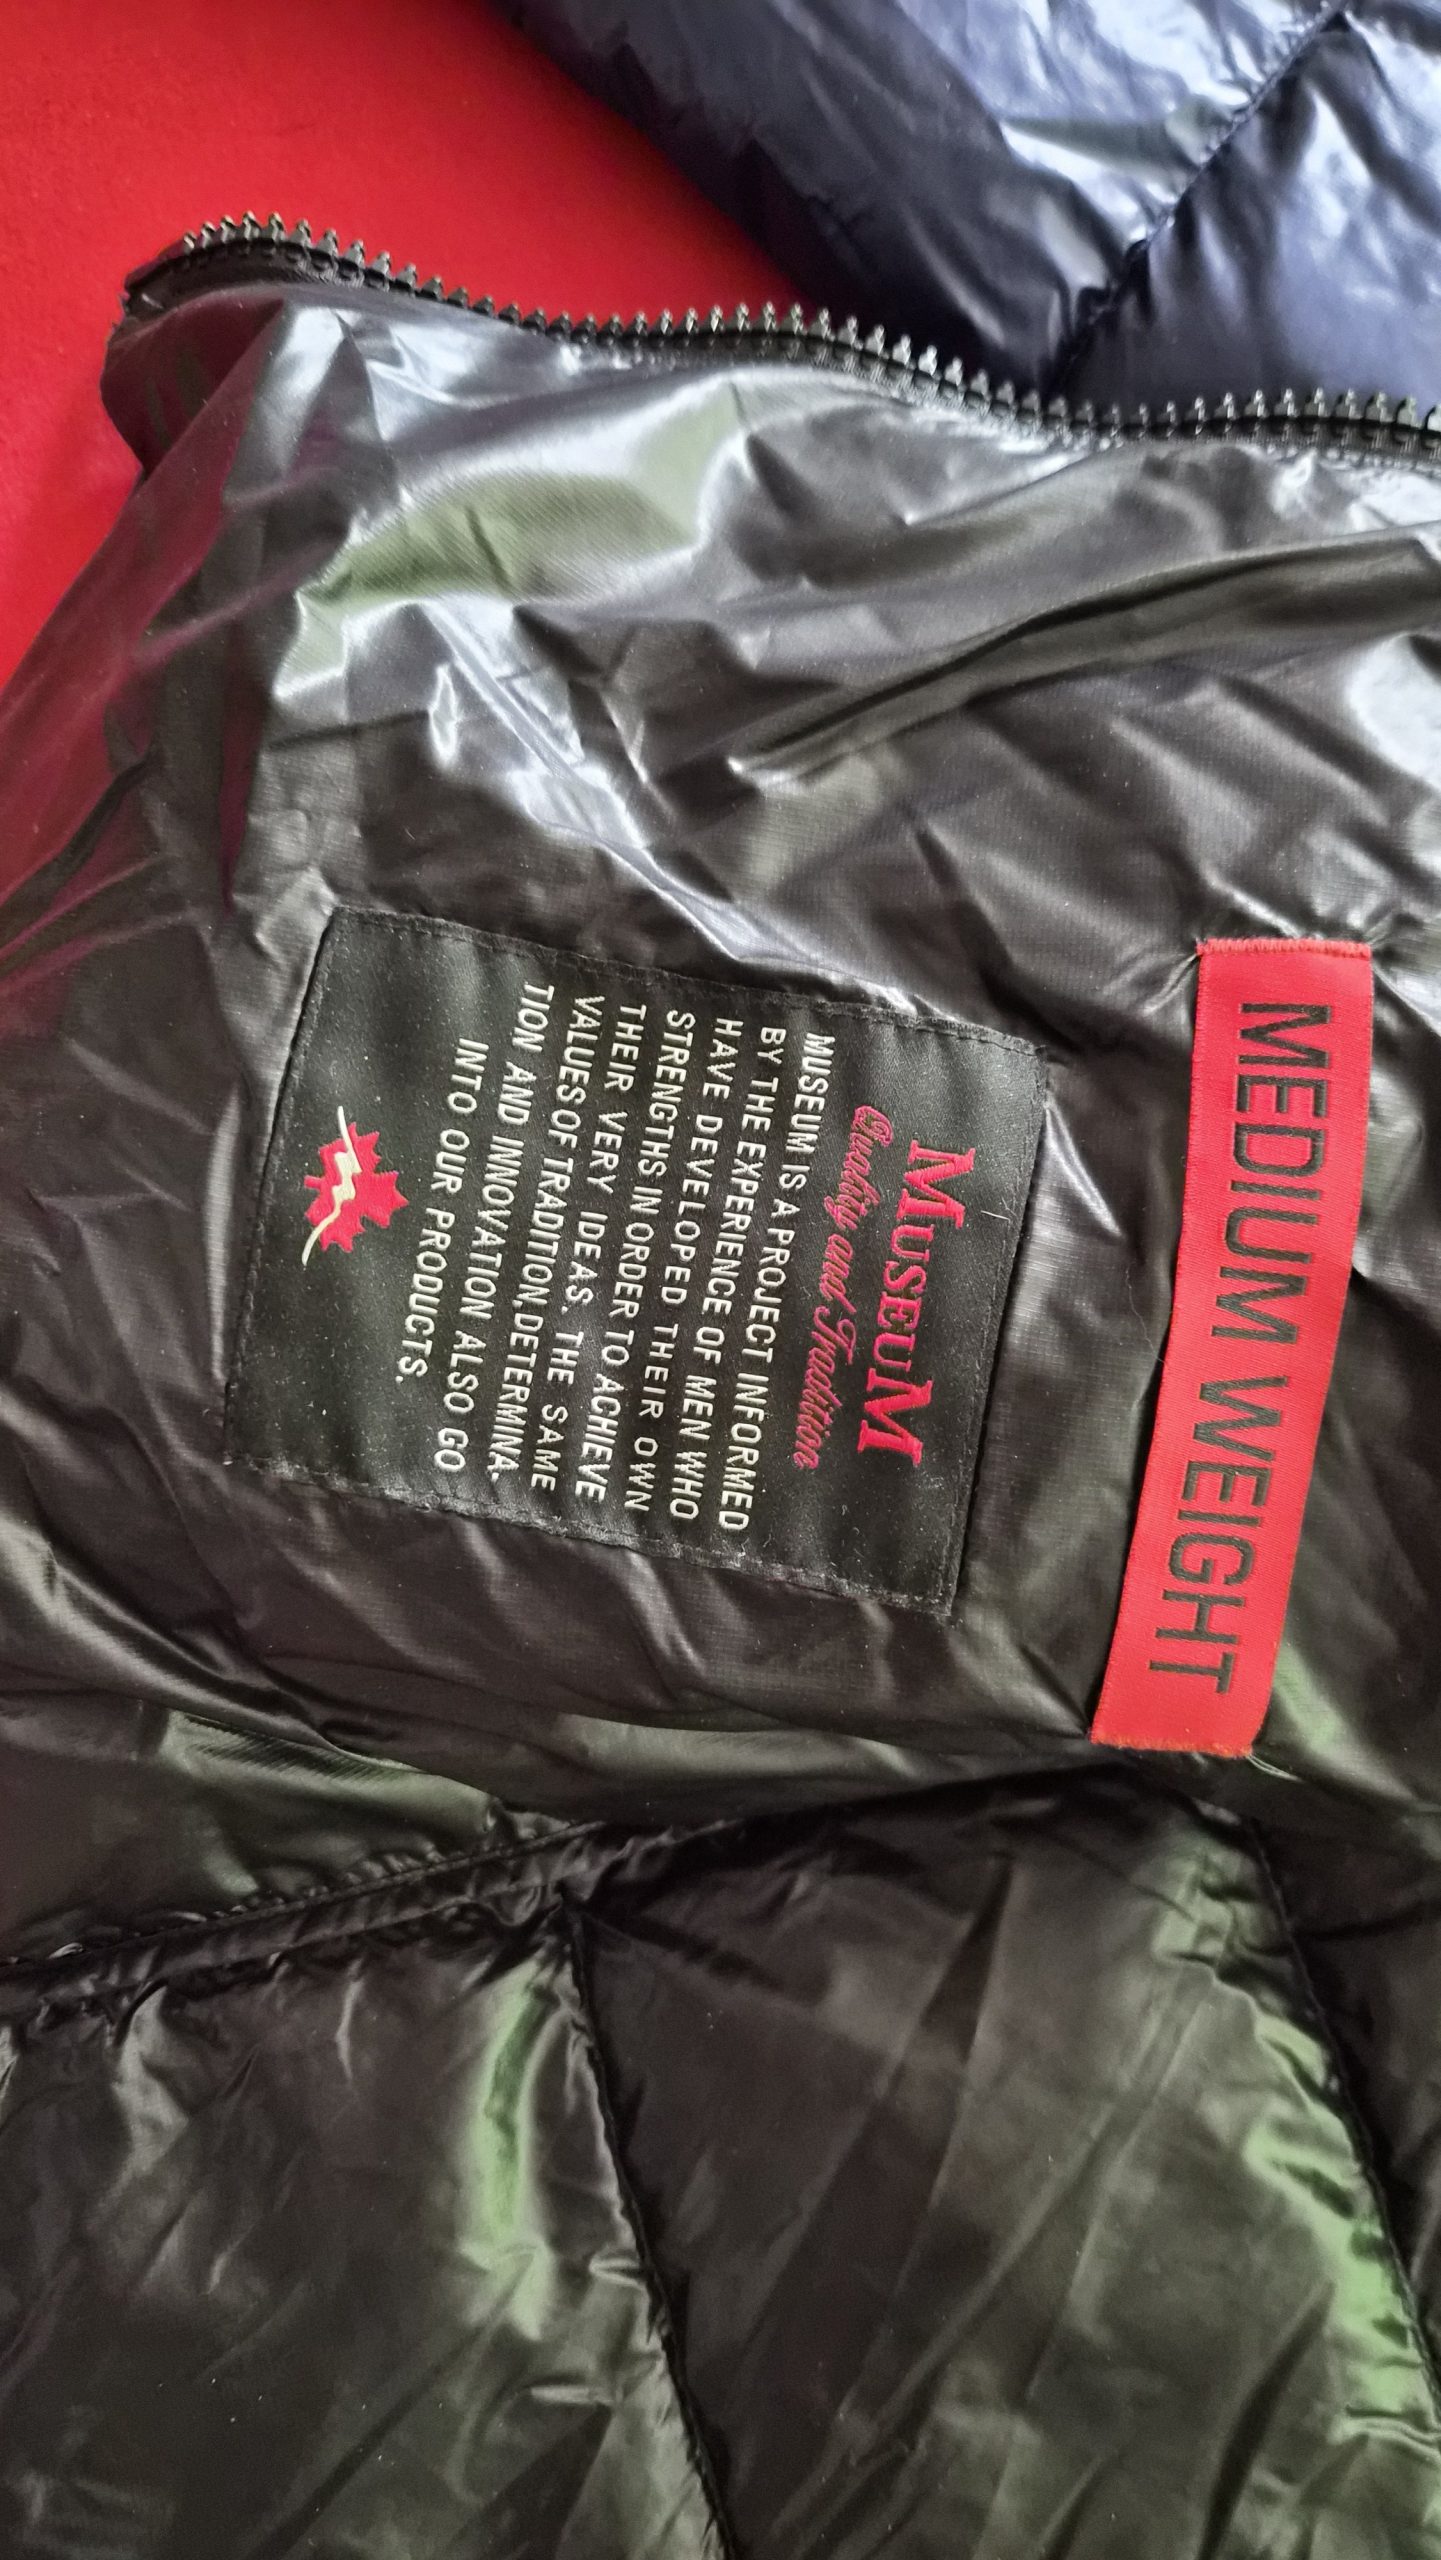 MEDIUM WEIGHT
MUSEUM
Quality and Tradition
MUSEUM IS A PROJECT INFORMED
BY THE EXPERIENCE OF MEN WHO
HAVE DEVELOPED THEIR OWN
STRENGTHS IN ORDER TO ACHIEVE
THEIR VERY IDEAS. THE SAME
VALUES OF TRADITION, DETERMINA.
TION AND INNOVATION ALSO GO
INTO OUR PRODUCTS.